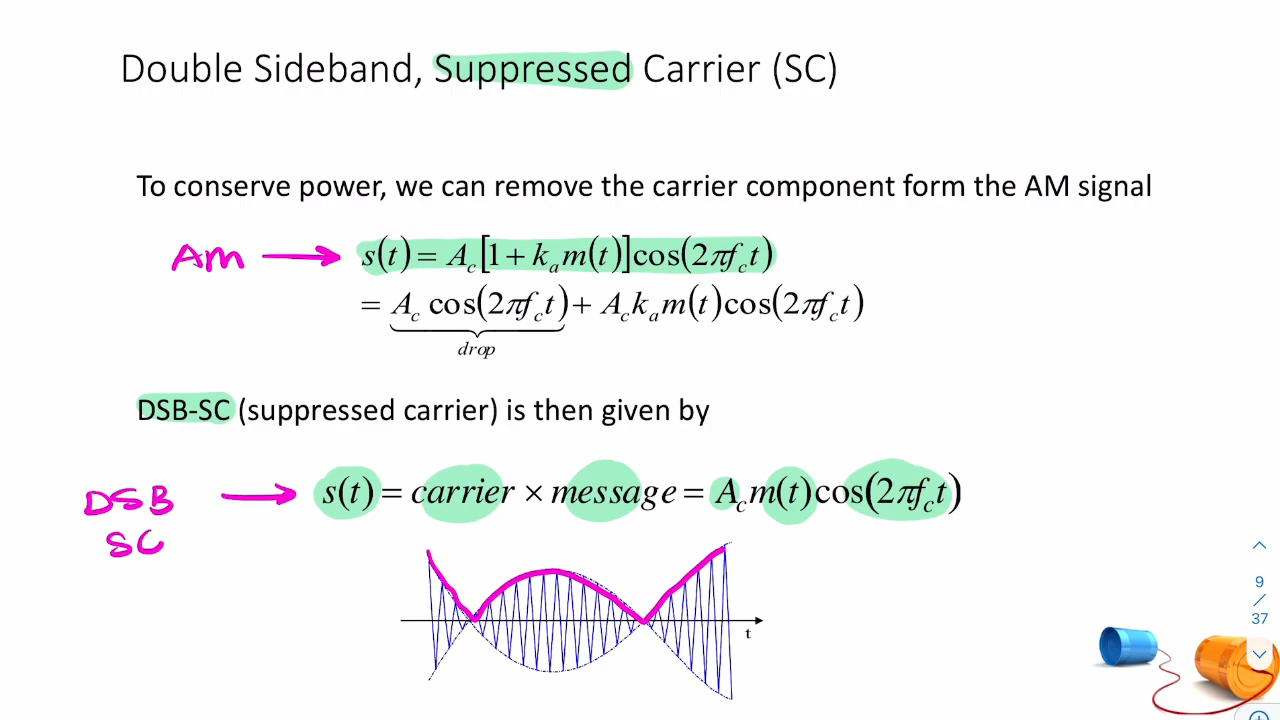 Double Sideband, Suppressed Carrier (SC)
To conserve power, we can remove the carrier component form the AM signal
Am → s(t) = A_c[1 + k_a m(t)]cos(2πf_c t)
= A_c cos(2πf_c t) + A_c k_a m(t)cos(2πf_c t)
drop
DSB-SC (suppressed carrier) is then given by
DSB → s(t) = carrier × message = A_c m(t)cos(2πf_c t)
SC
t
9
/
37